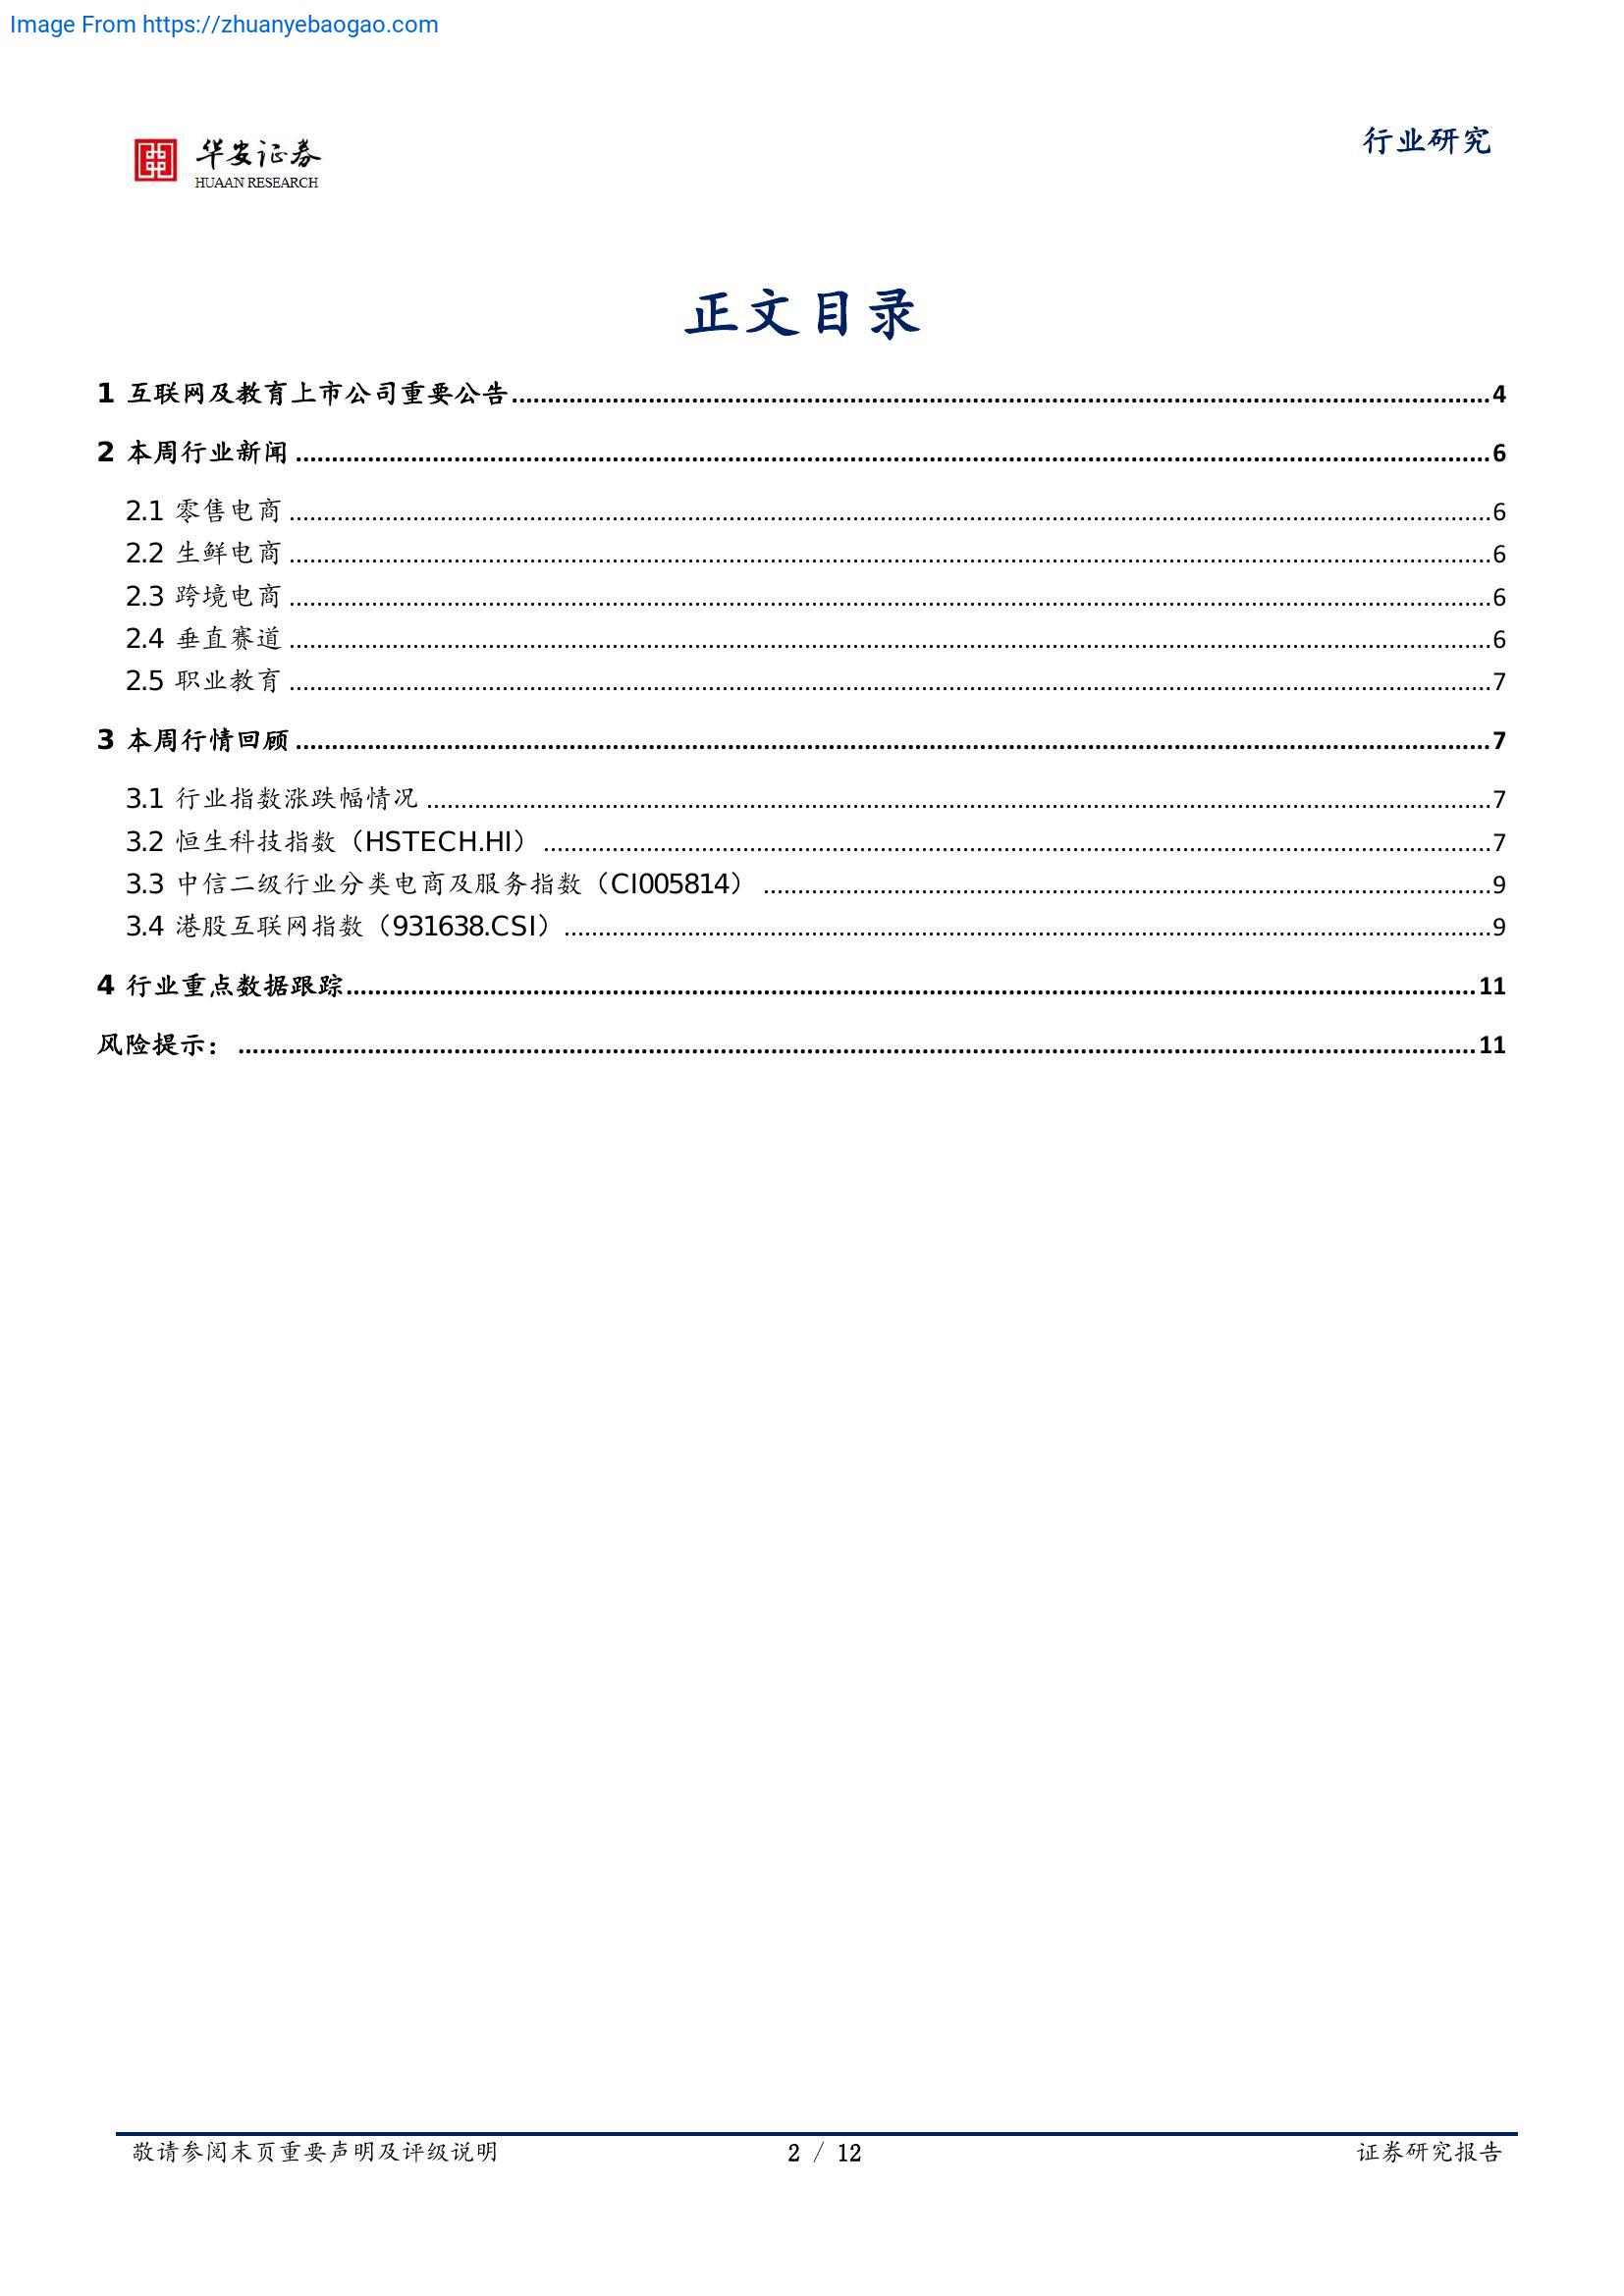 Image From https://zhuanyebaogao.com
华安证券
HUAAN RESEARCH
行业研究
正文目录
1 互联网及教育上市公司重要公告 4
2 本周行业新闻 6
2.1 零售电商 6
2.2 生鲜电商 6
2.3 跨境电商 6
2.4 垂直赛道 6
2.5 职业教育 7
3 本周行情回顾 7
3.1 行业指数涨跌幅情况 7
3.2 恒生科技指数（HSTECH.HI） 7
3.3 中信二级行业分类电商及服务指数（CI005814） 9
3.4 港股互联网指数（931638.CSI） 9
4 行业重点数据跟踪 11
风险提示： 11
敬请参阅末页重要声明及评级说明 2 / 12 证券研究报告